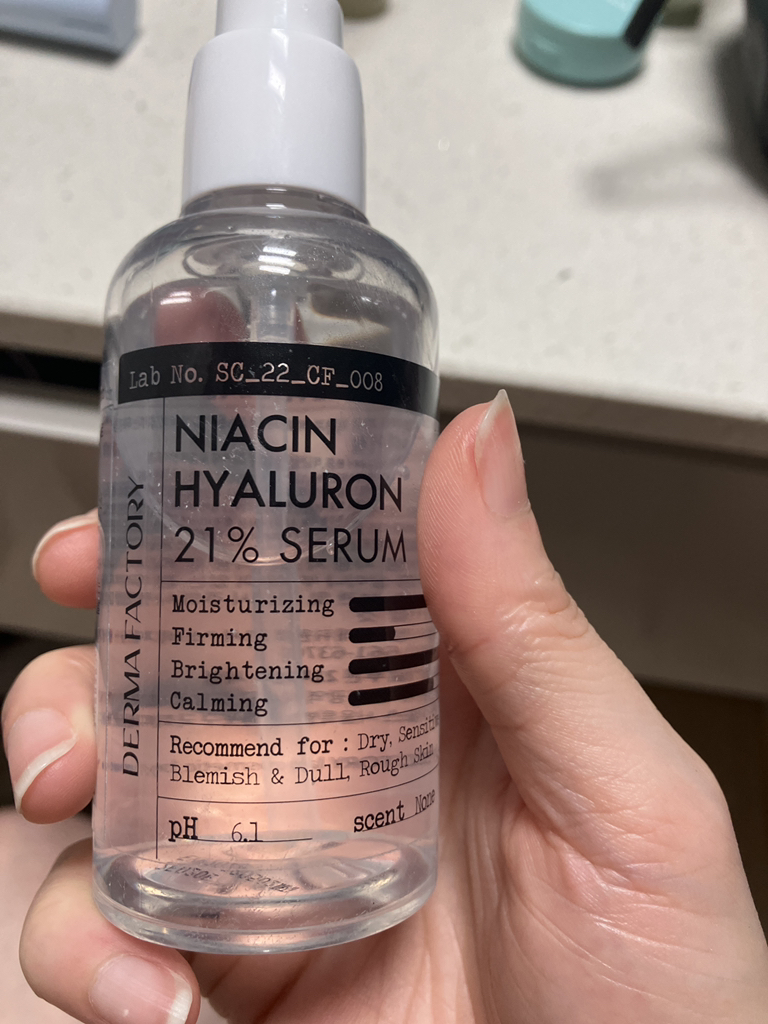 Lab No. SC_22_CF_008
DERMA FACTORY
NIACIN
HYALURON
21% SERUM
Moisturizing
Firming
Brightening
Calming
Recommend for : Dry, Sensitive
Blemish & Dull, Rough Skin
pH 6.1 scent None